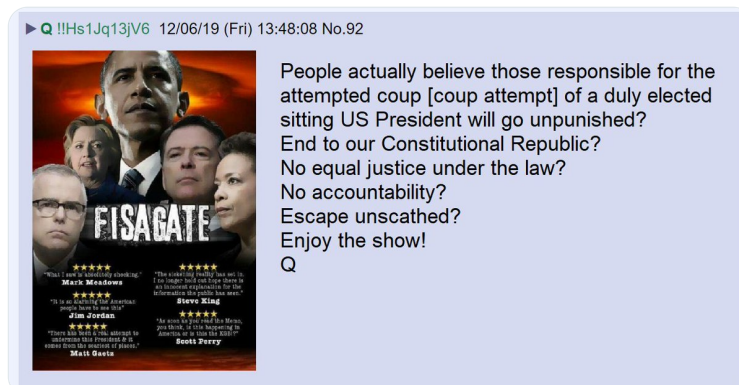 ▶ Q !!Hs1Jq13jV6 12/06/19 (Fri) 13:48:08 No.92
People actually believe those responsible for the
attempted coup [coup attempt] of a duly elected
sitting US President will go unpunished?
End to our Constitutional Republic?
No equal justice under the law?
No accountability?
Escape unscathed?
Enjoy the show!
Q
FISAGATE
"What I saw is absolutely shocking."
Mark Meadows
"It is so alarming the American
people have to see this"
Jim Jordan
"There has been a real attempt to
undermine this President & it
comes from the scariest of places."
Matt Gaetz
"The sickening reality has set in.
I no longer hold out hope there is
an innocent explanation for the
information the public has seen."
Steve King
"As soon as you read the Memo,
you think, is this happening in
America or is this the KGB?"
Scott Perry